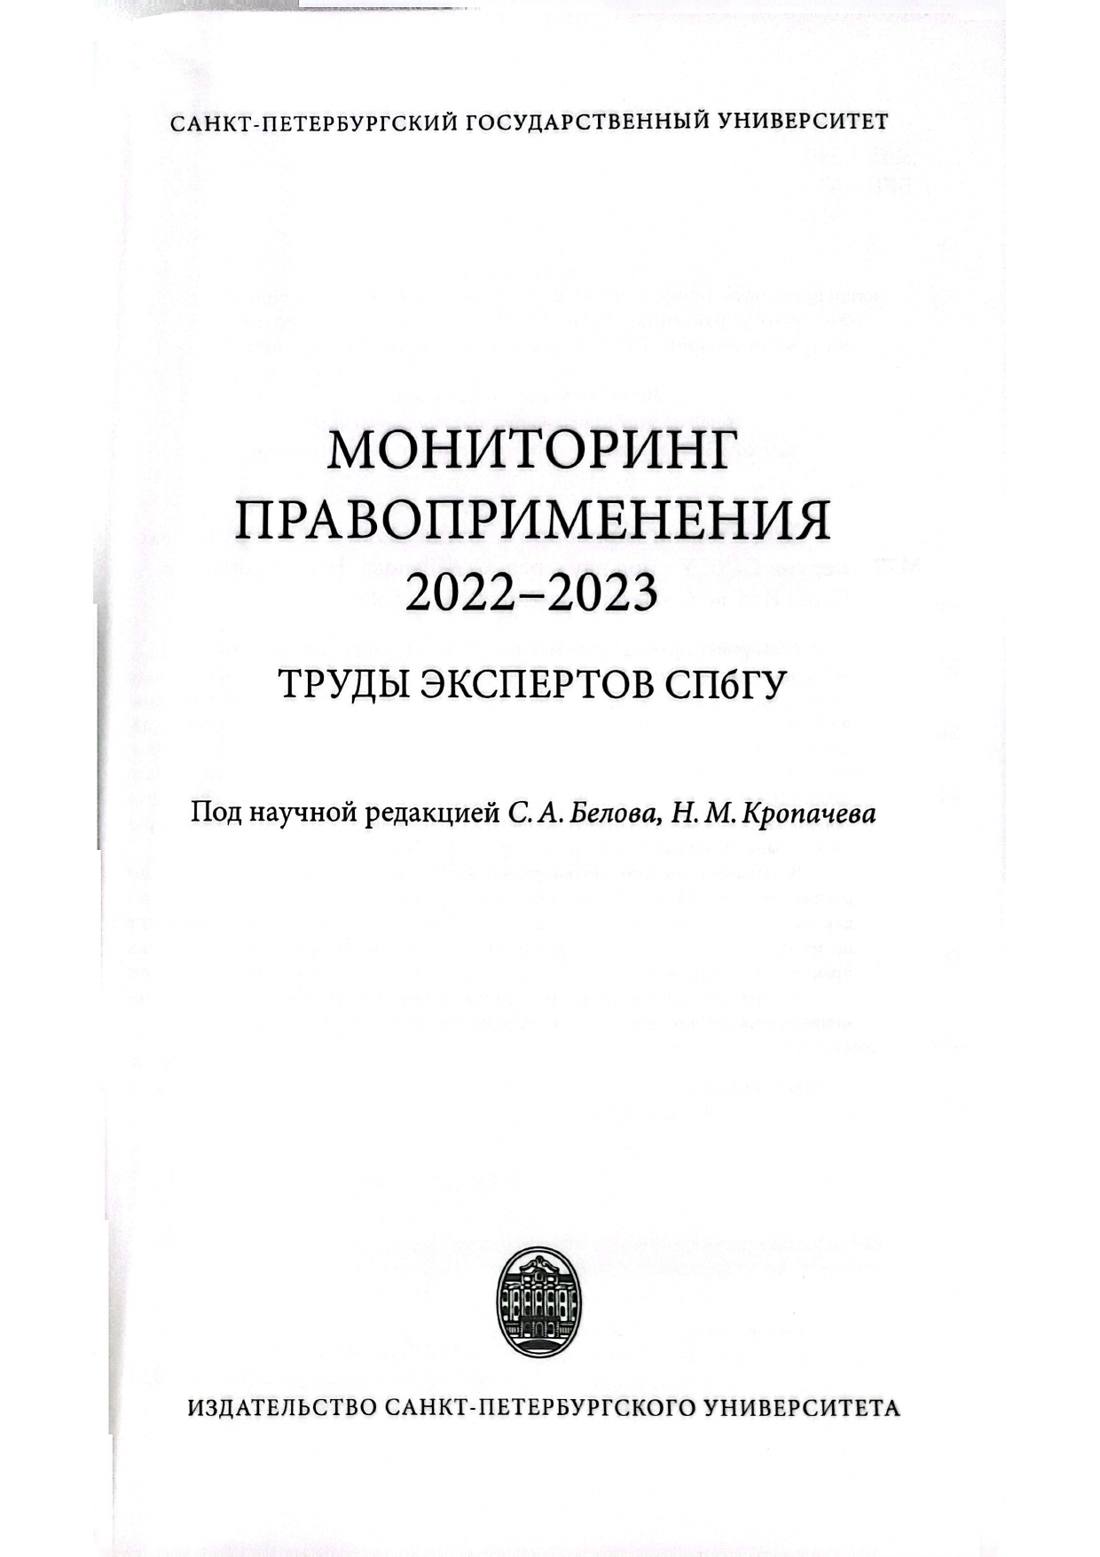 САНКТ-ПЕТЕРБУРГСКИЙ ГОСУДАРСТВЕННЫЙ УНИВЕРСИТЕТ
МОНИТОРИНГ
ПРАВОПРИМЕНЕНИЯ
2022–2023
ТРУДЫ ЭКСПЕРТОВ СПбГУ
Под научной редакцией С. А. Белова, Н. М. Кропачева
ИЗДАТЕЛЬСТВО САНКТ-ПЕТЕРБУРГСКОГО УНИВЕРСИТЕТА